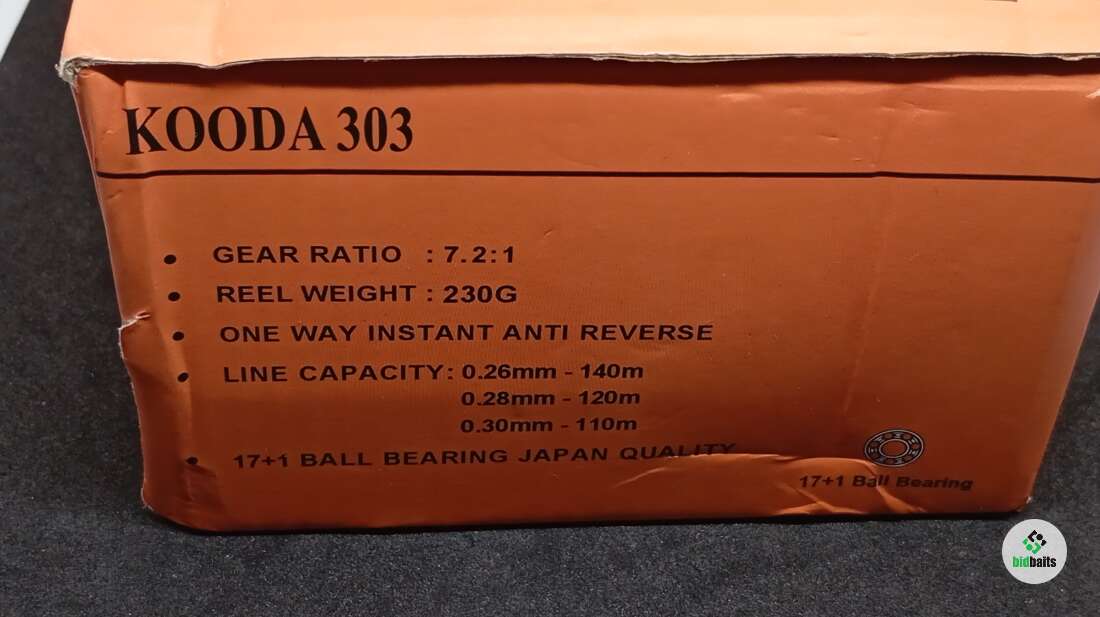 KOODA 303
• GEAR RATIO : 7.2:1
• REEL WEIGHT : 230G
• ONE WAY INSTANT ANTI REVERSE
• LINE CAPACITY: 0.26mm - 140m
0.28mm - 120m
0.30mm - 110m
• 17+1 BALL BEARING JAPAN QUALITY
17+1 Ball Bearing
bidbaits